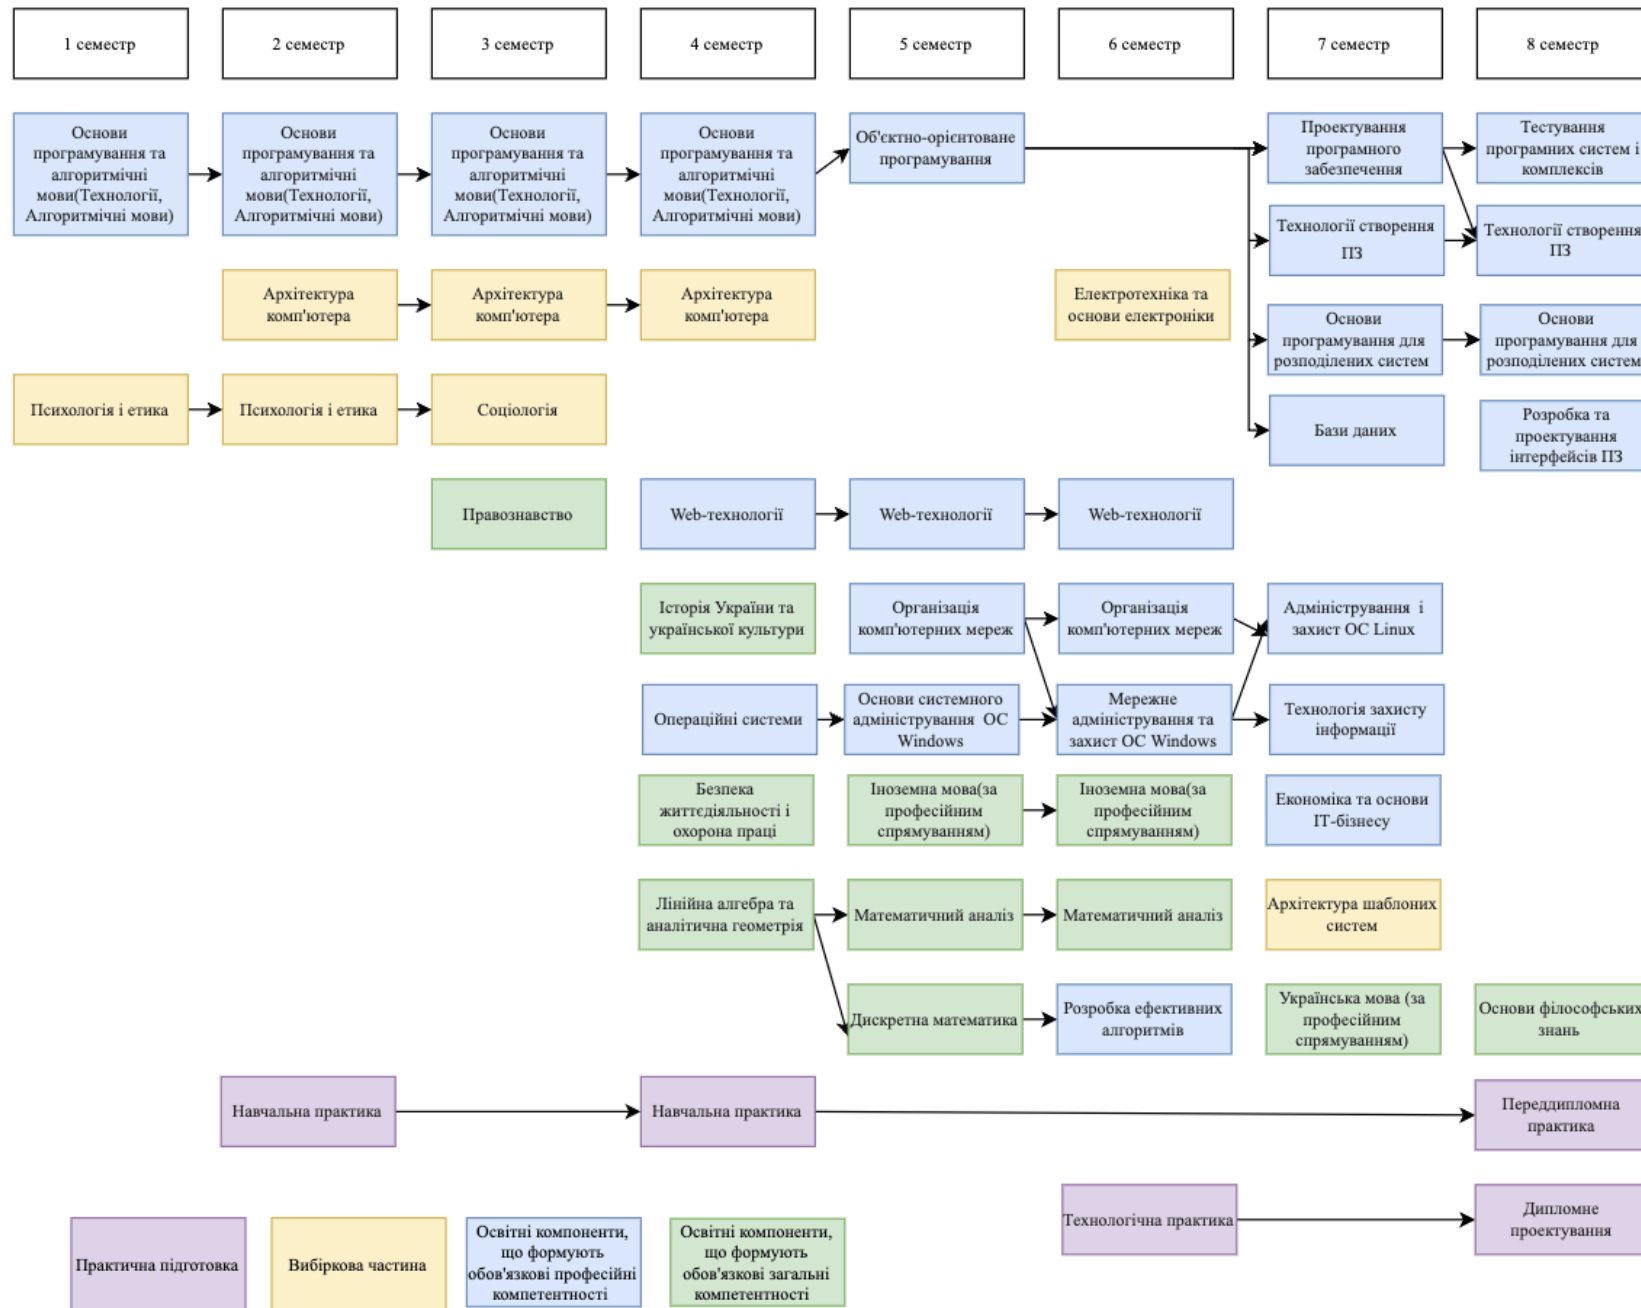 1 семестр
2 семестр
3 семестр
4 семестр
5 семестр
6 семестр
7 семестр
8 семестр
Основи
програмування та
алгоритмічні
мови(Технології,
Алгоритмічні мови)
Основи
програмування та
алгоритмічні
мови(Технології,
Алгоритмічні мови)
Основи
програмування та
алгоритмічні
мови(Технології,
Алгоритмічні мови)
Основи
програмування та
алгоритмічні
мови(Технології,
Алгоритмічні мови)
Об'єктно-орієнтоване
програмування
Проектування
програмного
забезпечення
Тестування
програмних систем і
комплексів
Технології створення
ПЗ
Технології створення
ПЗ
Архітектура
комп'ютера
Архітектура
комп'ютера
Архітектура
комп'ютера
Електротехніка та
основи електроніки
Основи
програмування для
розподілених систем
Основи
програмування для
розподілених систем
Психологія і етика
Психологія і етика
Соціологія
Бази даних
Розробка та
проектування
інтерфейсів ПЗ
Правознавство
Web-технології
Web-технології
Web-технології
Історія України та
української культури
Організація
комп'ютерних мереж
Організація
комп'ютерних мереж
Адміністрування і
захист ОС Linux
Операційні системи
Основи системного
адміністрування ОС
Windows
Мережне
адміністрування та
захист ОС Windows
Технологія захисту
інформації
Безпека
життєдіяльності і
охорона праці
Іноземна мова(за
професійним
спрямуванням)
Іноземна мова(за
професійним
спрямуванням)
Економіка та основи
ІТ-бізнесу
Лінійна алгебра та
аналітична геометрія
Математичний аналіз
Математичний аналіз
Архітектура шаблоних
систем
Дискретна математика
Розробка ефективних
алгоритмів
Українська мова (за
професійним
спрямуванням)
Основи філософських
знань
Навчальна практика
Навчальна практика
Переддипломна
практика
Технологічна практика
Дипломне
проектування
Практична підготовка
Вибіркова частина
Освітні компоненти,
що формують
обов'язкові професійні
компетентності
Освітні компоненти,
що формують
обов'язкові загальні
компетентності